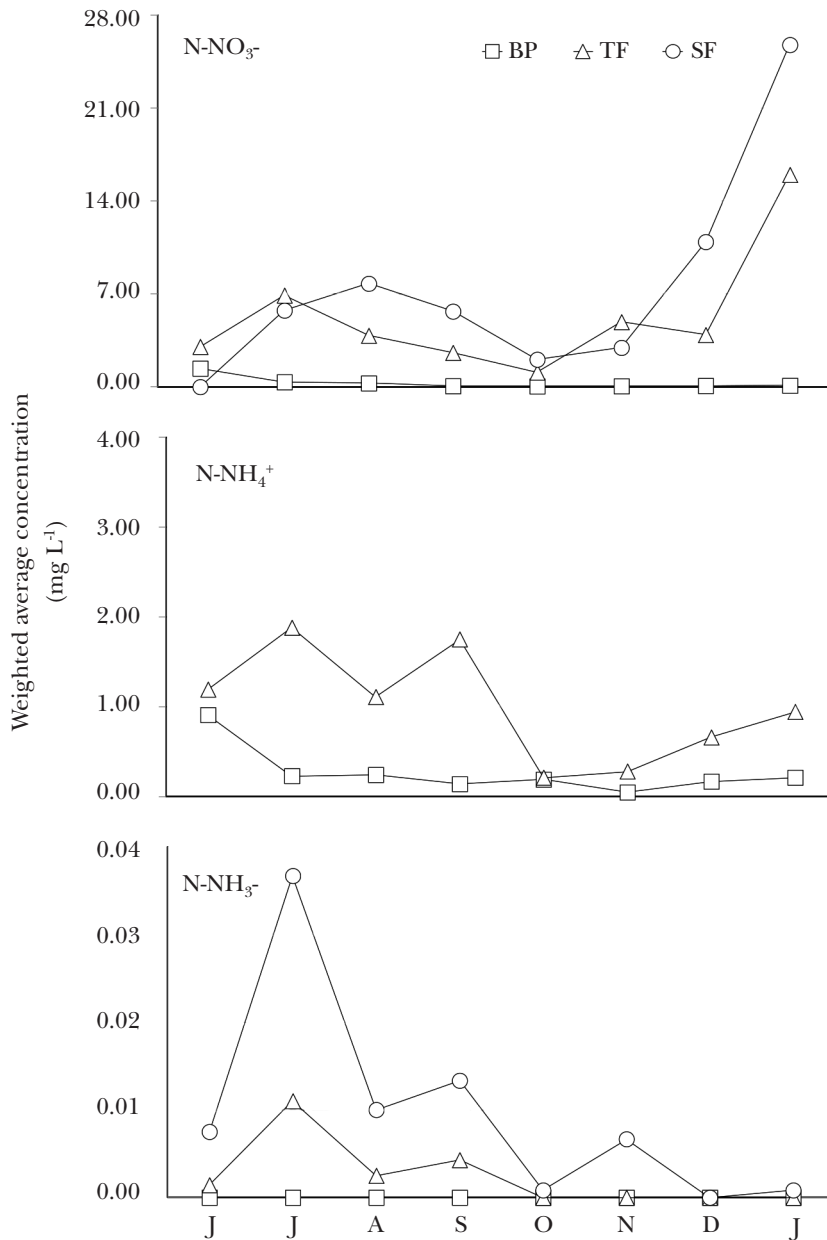 Weighted average concentration
(mg L⁻¹)
N-NO₃-
BP TF SF
28.00
21.00
14.00
7.00
0.00
N-NH₄⁺
4.00
3.00
2.00
1.00
0.00
N-NH₃-
0.04
0.03
0.02
0.01
0.00
J J A S O N D J